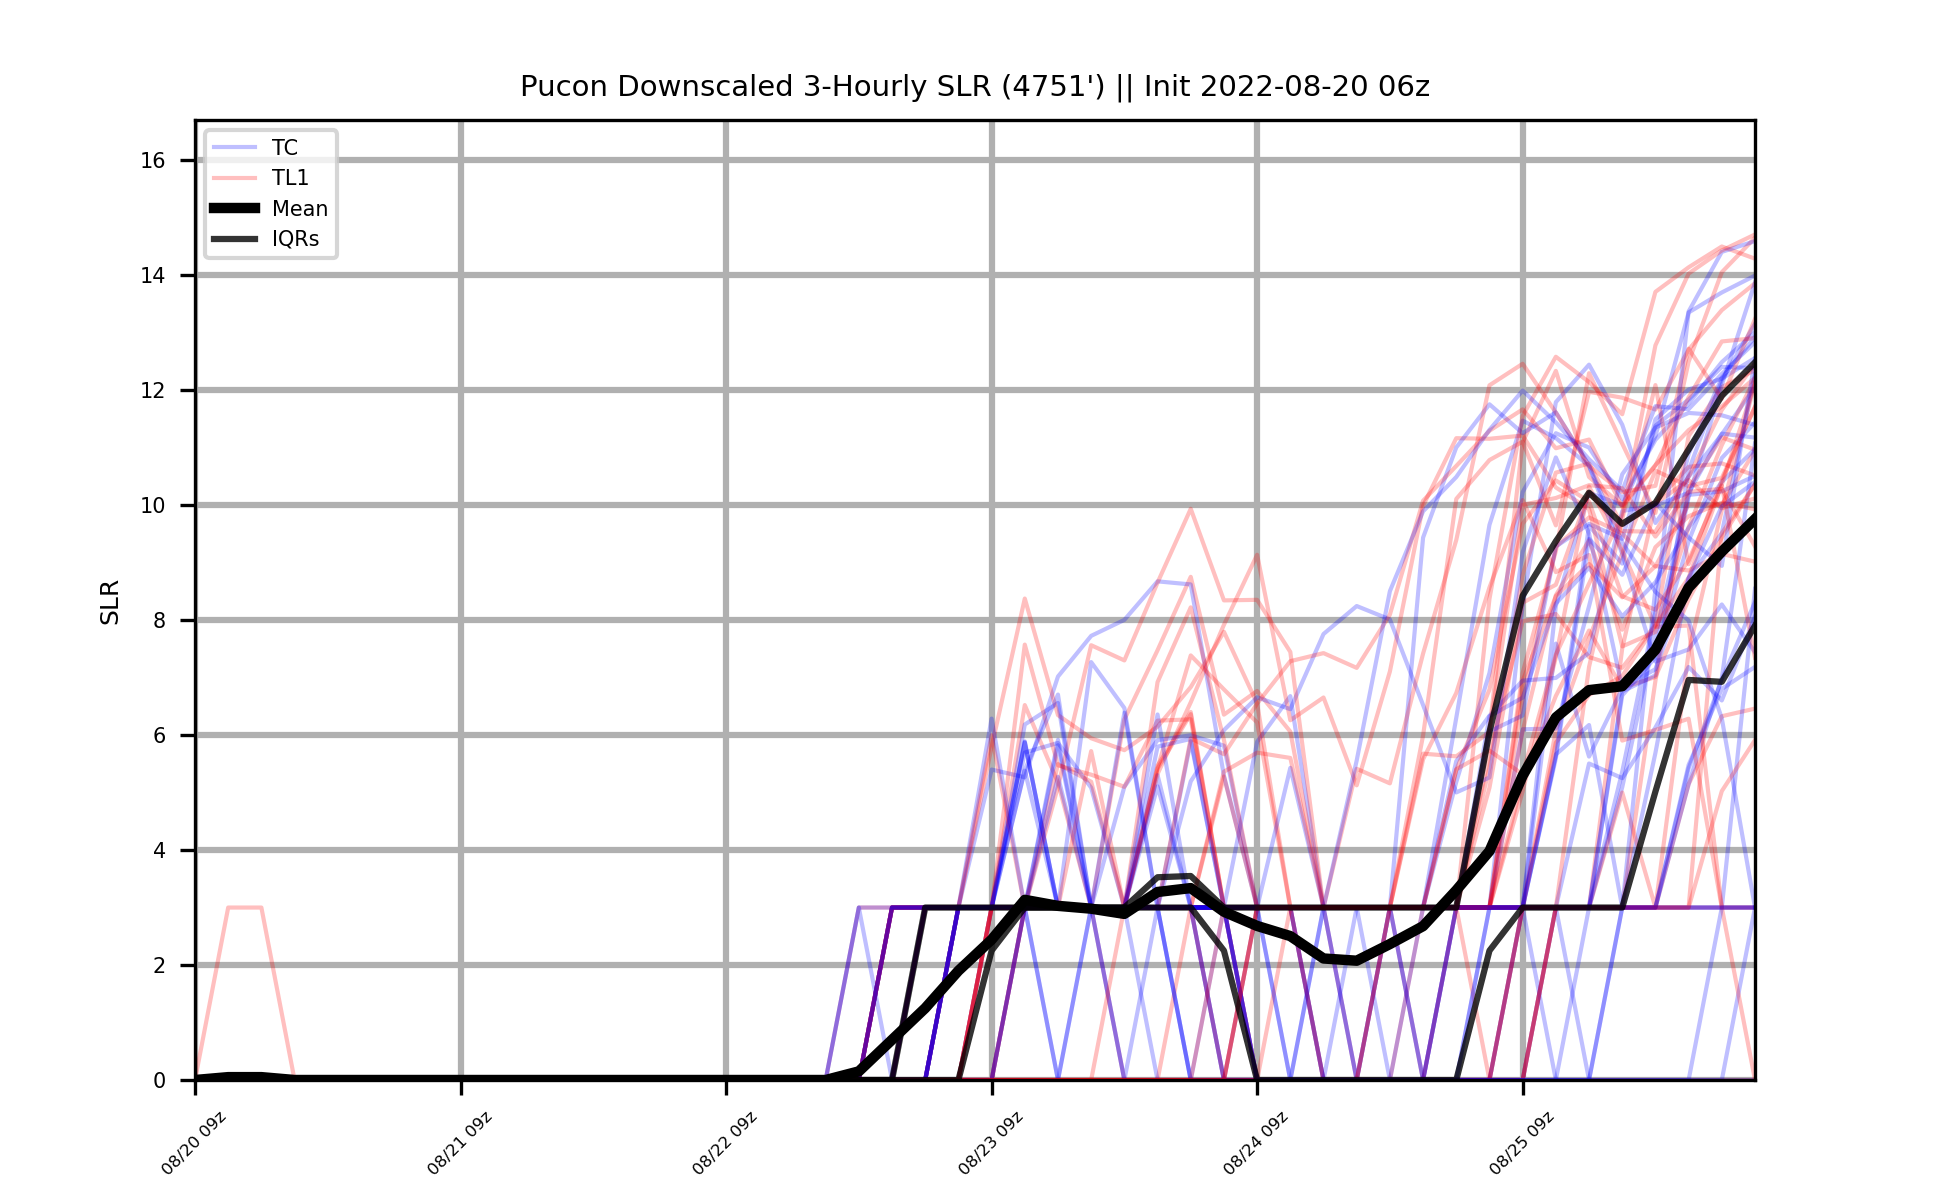 Pucon Downscaled 3-Hourly SLR (4751') || Init 2022-08-20 06z
TC
TL1
Mean
IQRs
SLR
16
14
12
10
8
6
4
2
0
08/20 09z
08/21 09z
08/22 09z
08/23 09z
08/24 09z
08/25 09z